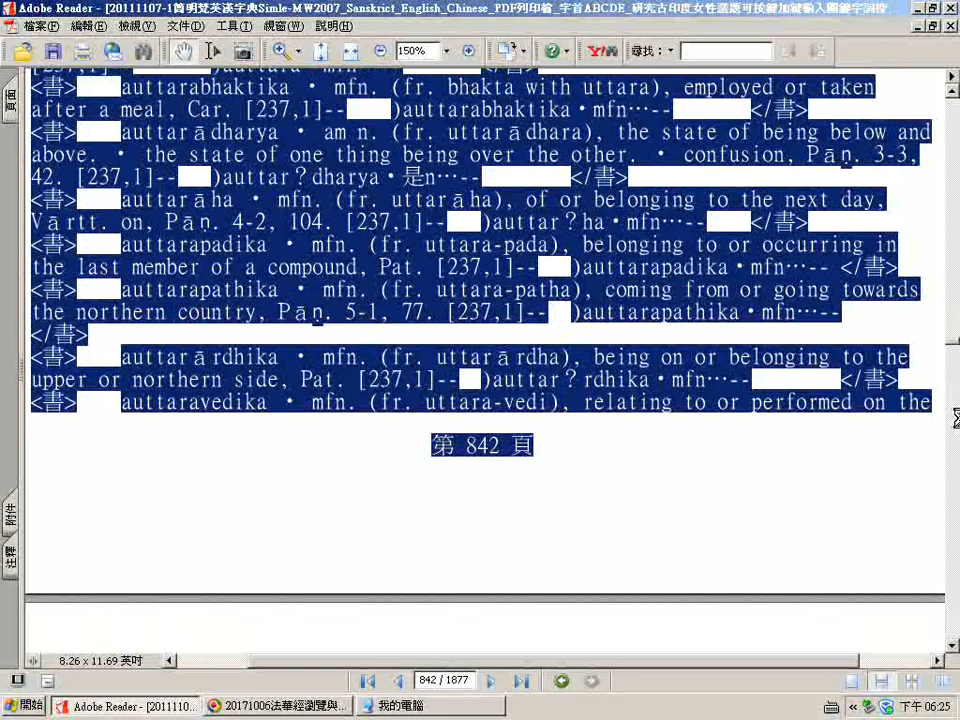 Adobe Reader - [20111107-1簡明梵英漢字典Simle-MW2007_Sanskrict_English_Chinese_PDF列印檔_字首ABCDE_研究古印度女性議題可按鍵加鍵輸入關鍵字詞搜
檔案(F) 編輯(E) 檢視(V) 文件(D) 工具(T) 視窗(W) 說明(H)
150% Y! 尋找:
頁面
<書> auttarabhaktika • mfn. (fr. bhakta with uttara), employed or taken
after a meal, Car. [237,1]-- )auttarabhaktika•mfn…-- </書>
<書> auttarādharya • am n. (fr. uttarādhara), the state of being below and
above. • the state of one thing being over the other. • confusion, Pāṇ. 3-3,
42. [237,1]-- )auttar?dharya•是n…-- </書>
<書> auttarāha • mfn. (fr. uttarāha), of or belonging to the next day,
Vārtt. on, Pāṇ. 4-2, 104. [237,1]-- )auttar?ha•mfn…-- </書>
<書> auttarapadika • mfn. (fr. uttara-pada), belonging to or occurring in
the last member of a compound, Pat. [237,1]-- )auttarapadika•mfn…-- </書>
<書> auttarapathika • mfn. (fr. uttara-patha), coming from or going towards
the northern country, Pāṇ. 5-1, 77. [237,1]-- )auttarapathika•mfn…--
</書>
<書> auttarārdhika • mfn. (fr. uttarārdha), being on or belonging to the
upper or northern side, Pat. [237,1]-- )auttar?rdhika•mfn…-- </書>
<書> auttaravedika • mfn. (fr. uttara-vedi), relating to or performed on the
第 842 頁
附件
注釋
8.26 x 11.69 英吋
842 / 1877
開始 Adobe Reader - [2011110... 20171006法華經瀏覽與... 我的電腦 下午 06:25